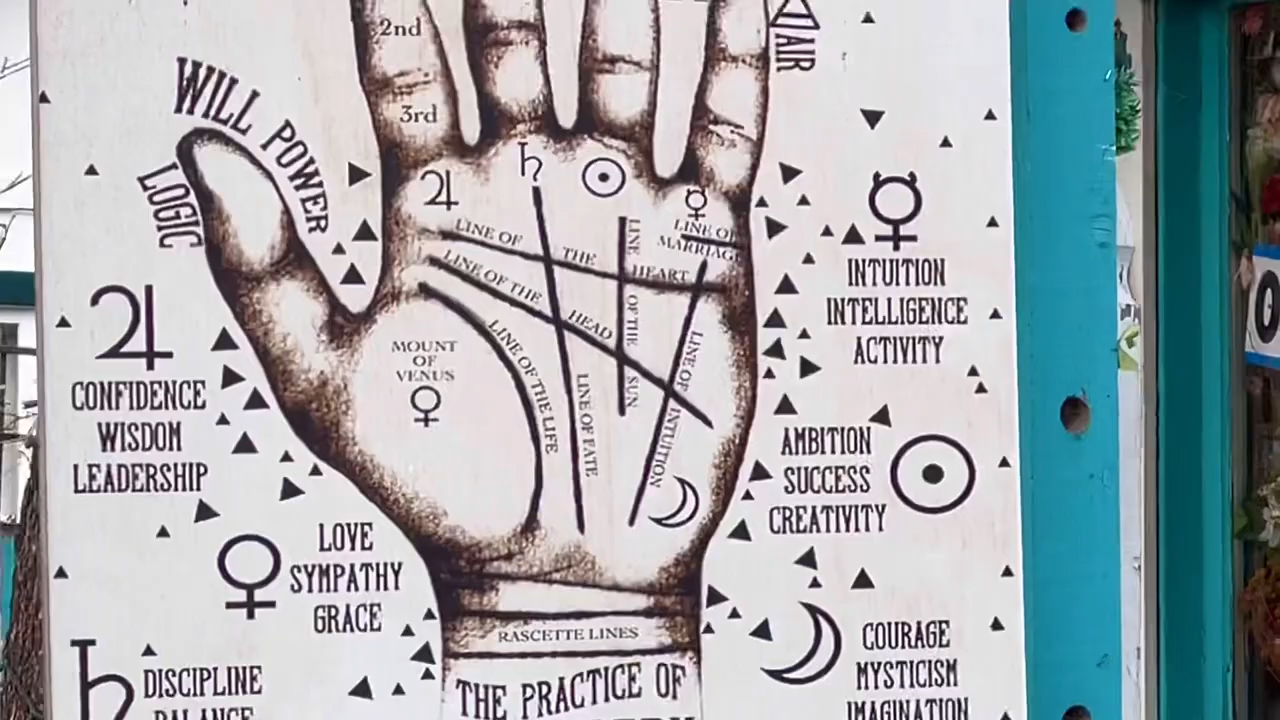 2nd
3rd
AIR
WILL POWER
LOGIC
LINE OF THE HEART
LINE OF MARRIAGE
LINE OF THE HEAD
LINE OF THE SUN
LINE OF THE LIFE
LINE OF FATE
LINE OF INTUITION
MOUNT
OF
VENUS
INTUITION
INTELLIGENCE
ACTIVITY
CONFIDENCE
WISDOM
LEADERSHIP
AMBITION
SUCCESS
CREATIVITY
LOVE
SYMPATHY
GRACE
RASCETTE LINES
COURAGE
MYSTICISM
IMAGINATION
DISCIPLINE
BALANCE
THE PRACTICE OF